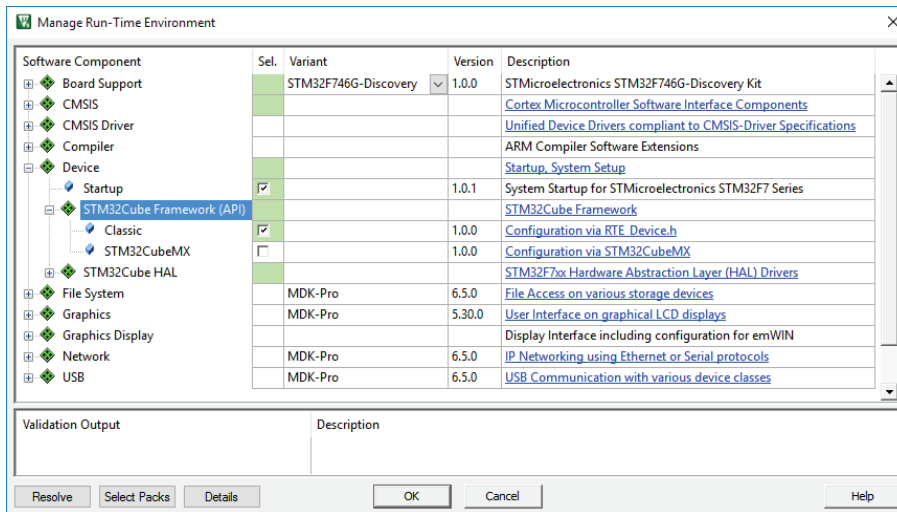 Manage Run-Time Environment
Software Component Sel. Variant Version Description
Board Support STM32F746G-Discovery 1.0.0 STMicroelectronics STM32F746G-Discovery Kit
CMSIS Cortex Microcontroller Software Interface Components
CMSIS Driver Unified Device Drivers compliant to CMSIS-Driver Specifications
Compiler ARM Compiler Software Extensions
Device Startup, System Setup
Startup 1.0.1 System Startup for STMicroelectronics STM32F7 Series
STM32Cube Framework (API) STM32Cube Framework
Classic 1.0.0 Configuration via RTE_Device.h
STM32CubeMX 1.0.0 Configuration via STM32CubeMX
STM32Cube HAL STM32F7xx Hardware Abstraction Layer (HAL) Drivers
File System MDK-Pro 6.5.0 File Access on various storage devices
Graphics MDK-Pro 5.30.0 User Interface on graphical LCD displays
Graphics Display Display Interface including configuration for emWIN
Network MDK-Pro 6.5.0 IP Networking using Ethernet or Serial protocols
USB MDK-Pro 6.5.0 USB Communication with various device classes
Validation Output Description
Resolve Select Packs Details OK Cancel Help